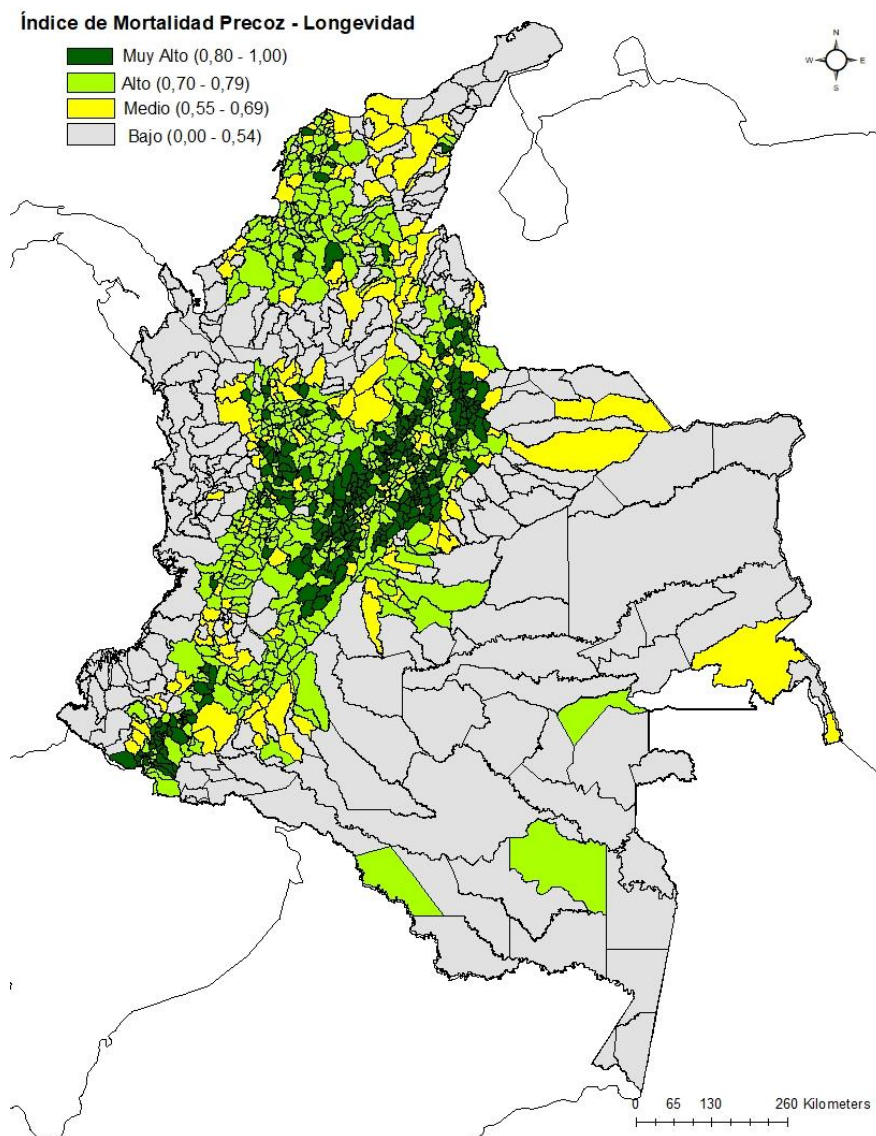 Índice de Mortalidad Precoz - Longevidad
Muy Alto (0,80 - 1,00)
Alto (0,70 - 0,79)
Medio (0,55 - 0,69)
Bajo (0,00 - 0,54)
N
W E
S
0 65 130 260 Kilometers